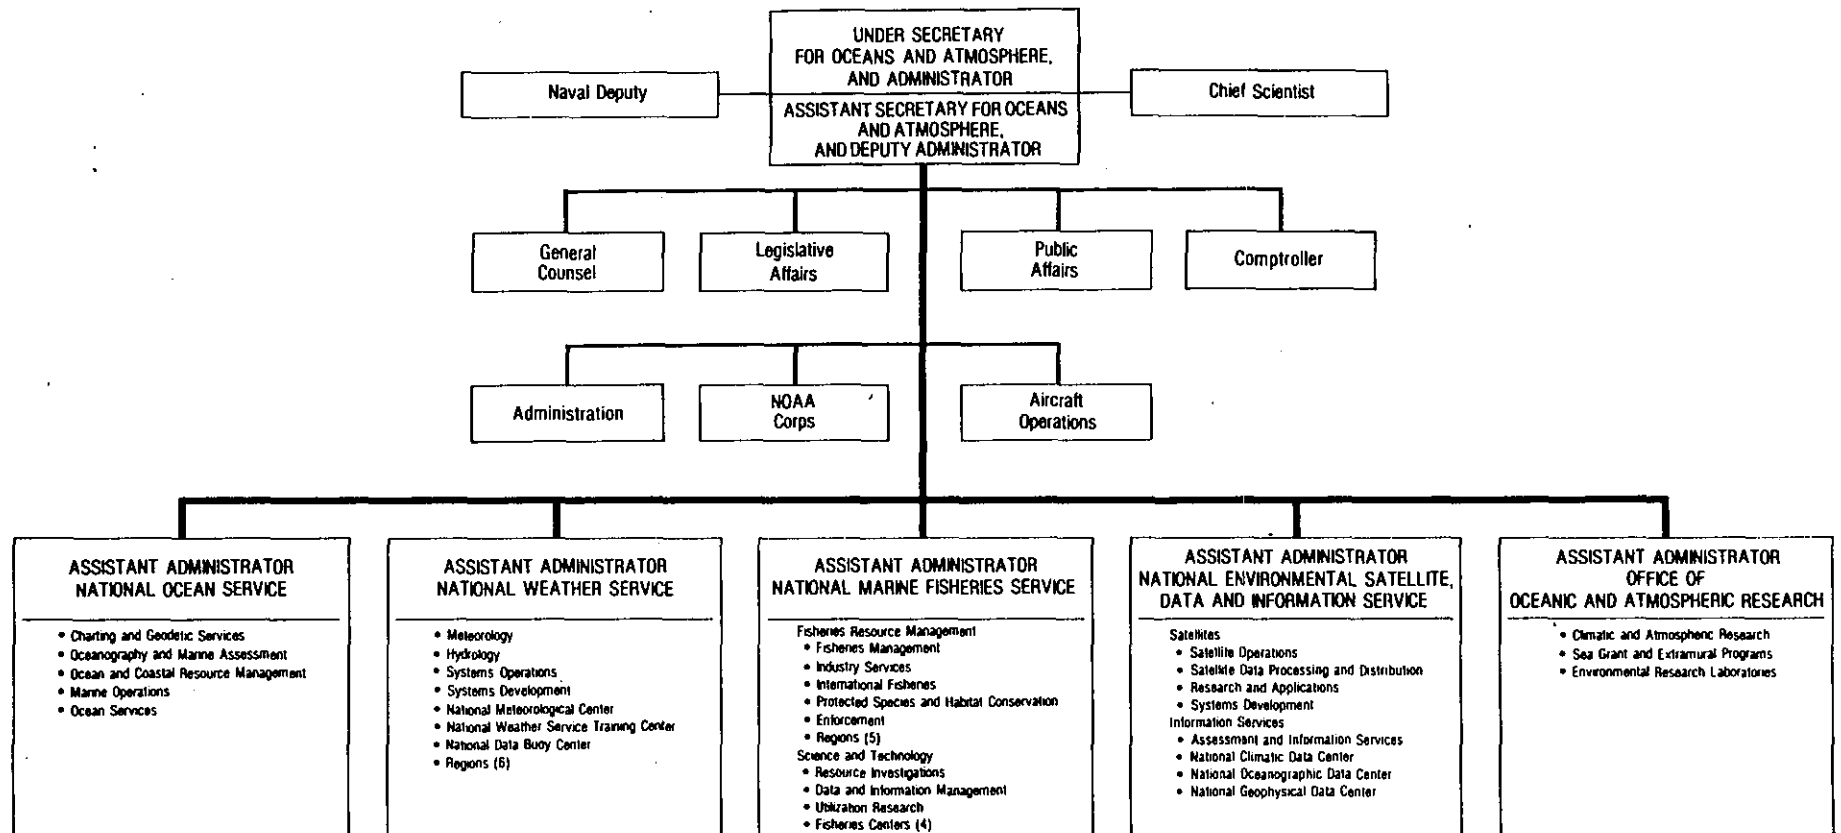 UNDER SECRETARY
FOR OCEANS AND ATMOSPHERE,
AND ADMINISTRATOR
ASSISTANT SECRETARY FOR OCEANS
AND ATMOSPHERE,
AND DEPUTY ADMINISTRATOR
Naval Deputy
Chief Scientist
General
Counsel
Legislative
Affairs
Public
Affairs
Comptroller
Administration
NOAA
Corps
Aircraft
Operations
ASSISTANT ADMINISTRATOR
NATIONAL OCEAN SERVICE
• Charting and Geodetic Services
• Oceanography and Marine Assessment
• Ocean and Coastal Resource Management
• Marine Operations
• Ocean Services
ASSISTANT ADMINISTRATOR
NATIONAL WEATHER SERVICE
• Meteorology
• Hydrology
• Systems Operations
• Systems Development
• National Meteorological Center
• National Weather Service Training Center
• National Data Buoy Center
• Regions (6)
ASSISTANT ADMINISTRATOR
NATIONAL MARINE FISHERIES SERVICE
Fisheries Resource Management
• Fisheries Management
• Industry Services
• International Fisheries
• Protected Species and Habitat Conservation
• Enforcement
• Regions (5)
Science and Technology
• Resource Investigations
• Data and Information Management
• Utilization Research
• Fisheries Centers (4)
ASSISTANT ADMINISTRATOR
NATIONAL ENVIRONMENTAL SATELLITE,
DATA AND INFORMATION SERVICE
Satellites
• Satellite Operations
• Satellite Data Processing and Distribution
• Research and Applications
• Systems Development
Information Services
• Assessment and Information Services
• National Climatic Data Center
• National Oceanographic Data Center
• National Geophysical Data Center
ASSISTANT ADMINISTRATOR
OFFICE OF
OCEANIC AND ATMOSPHERIC RESEARCH
• Climatic and Atmospheric Research
• Sea Grant and Extramural Programs
• Environmental Research Laboratories